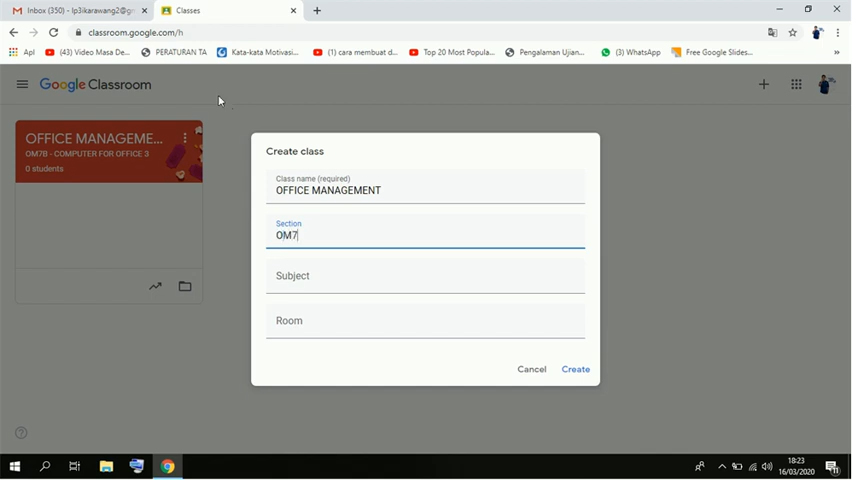 Inbox (350) - lp3ikarawang2@gm
Classes
classroom.google.com/h
Apl
(43) Video Masa De...
PERATURAN TA
Kata-kata Motivasi...
(1) cara membuat d...
Top 20 Most Popula...
Pengalaman Ujian...
(3) WhatsApp
Free Google Slides...
Google Classroom
OFFICE MANAGEME...
OM7B - COMPUTER FOR OFFICE 3
0 students
Create class
Class name (required)
OFFICE MANAGEMENT
Section
OM7
Subject
Room
Cancel
Create
18:23
16/03/2020